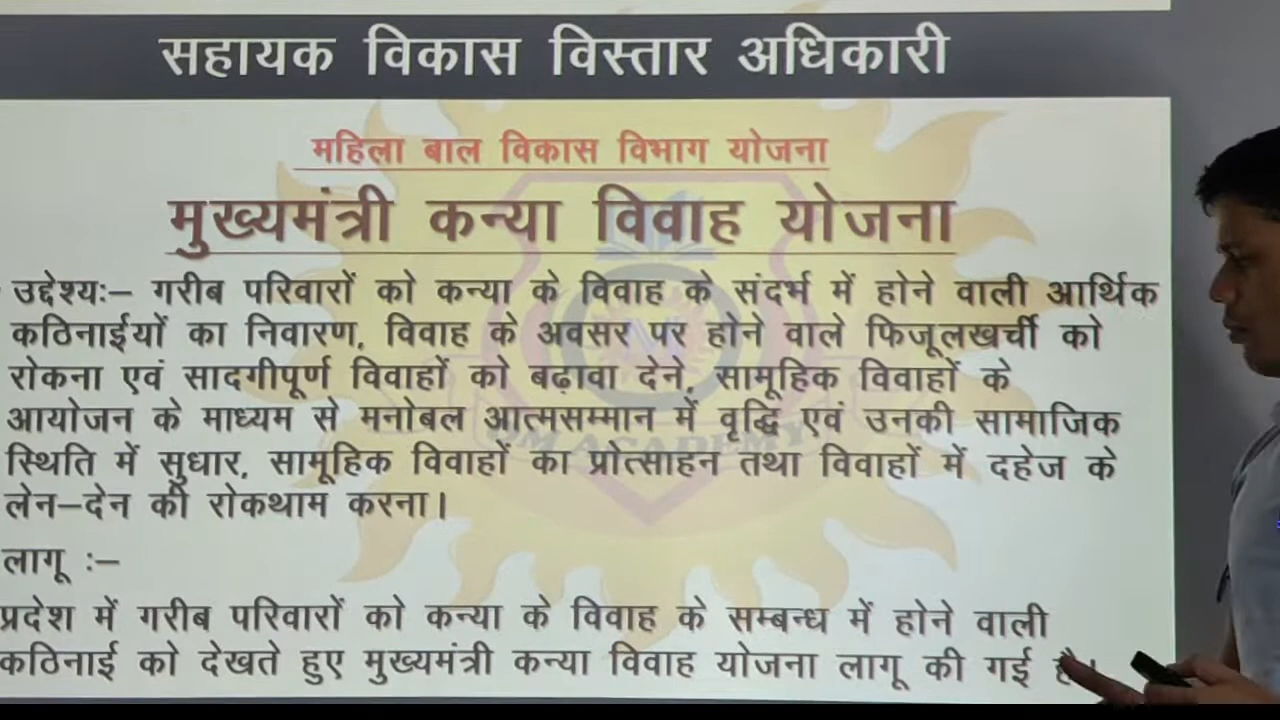 सहायक विकास विस्तार अधिकारी
महिला बाल विकास विभाग योजना
मुख्यमंत्री कन्या विवाह योजना
उद्देश्यः– गरीब परिवारों को कन्या के विवाह के संदर्भ में होने वाली आर्थिक
कठिनाईयों का निवारण, विवाह के अवसर पर होने वाले फिजूलखर्ची को
रोकना एवं सादगीपूर्ण विवाहों को बढ़ावा देने, सामूहिक विवाहों के
आयोजन के माध्यम से मनोबल आत्मसम्मान में वृद्धि एवं उनकी सामाजिक
स्थिति में सुधार, सामूहिक विवाहों का प्रोत्साहन तथा विवाहों में दहेज के
लेन–देन की रोकथाम करना।
लागू :–
प्रदेश में गरीब परिवारों को कन्या के विवाह के सम्बन्ध में होने वाली
कठिनाई को देखते हुए मुख्यमंत्री कन्या विवाह योजना लागू की गई है।
ACADEMY